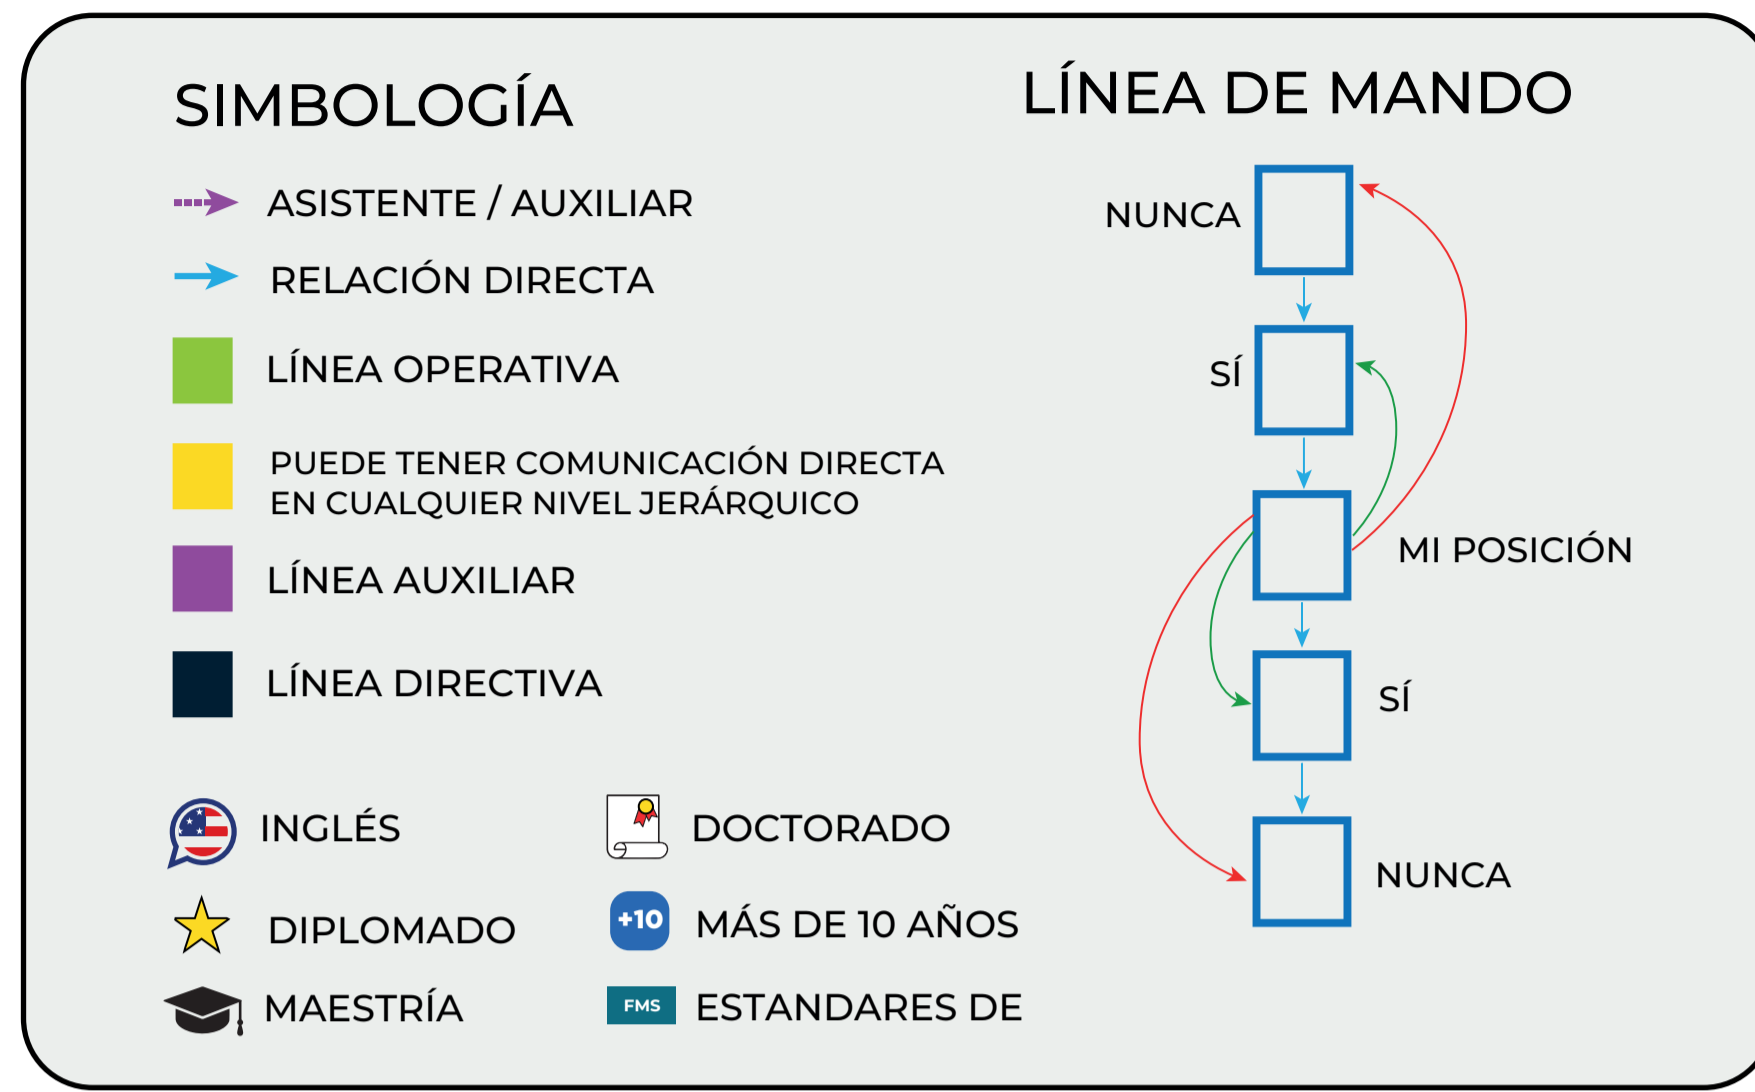 SIMBOLOGÍA
ASISTENTE / AUXILIAR
RELACIÓN DIRECTA
LÍNEA OPERATIVA
PUEDE TENER COMUNICACIÓN DIRECTA
EN CUALQUIER NIVEL JERÁRQUICO
LÍNEA AUXILIAR
LÍNEA DIRECTIVA
INGLÉS
DIPLOMADO
MAESTRÍA
DOCTORADO
+10 MÁS DE 10 AÑOS
FMS ESTANDARES DE
LÍNEA DE MANDO
NUNCA
SÍ
MI POSICIÓN
SÍ
NUNCA